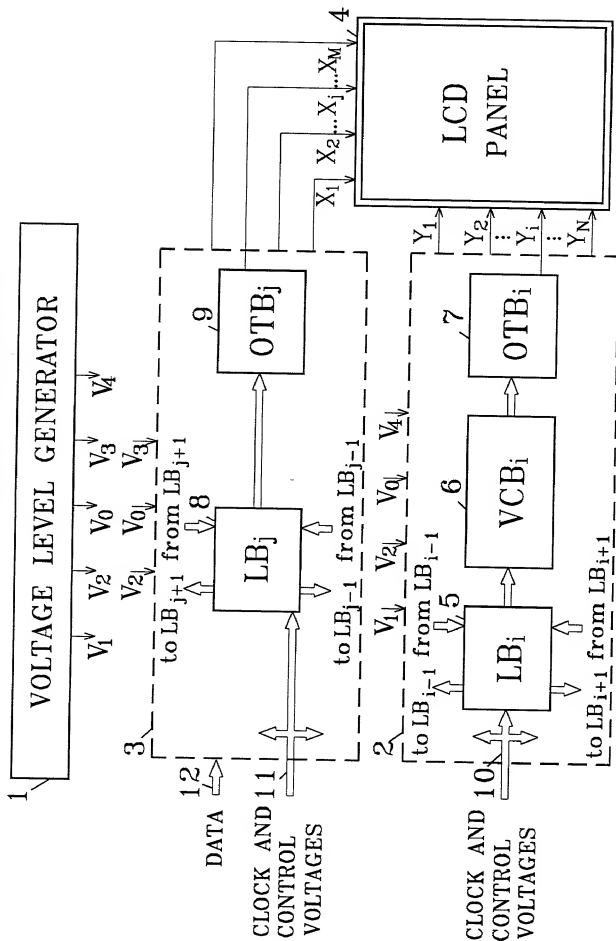 1
VOLTAGE LEVEL GENERATOR
V1
V2
V0
V3
V4
3
V2
V0
V3
12
DATA
11
CLOCK AND
CONTROL
VOLTAGES
to LBj+1
from LBj+1
8
LBj
to LBj-1
from LBj-1
9
OTBj
X1
X2...Xj...XM
4
LCD
PANEL
2
V1
V2
V0
V4
10
CLOCK AND
CONTROL
VOLTAGES
to LBi-1
from LBi-1
5
LBi
to LBi+1
from LBi+1
6
VCBi
7
OTBi
Y1
Y2
⋮
Yi
⋮
YN